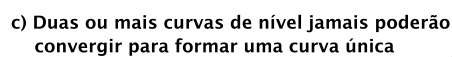 c) Duas ou mais curvas de nível jamais poderão
convergir para formar uma curva única